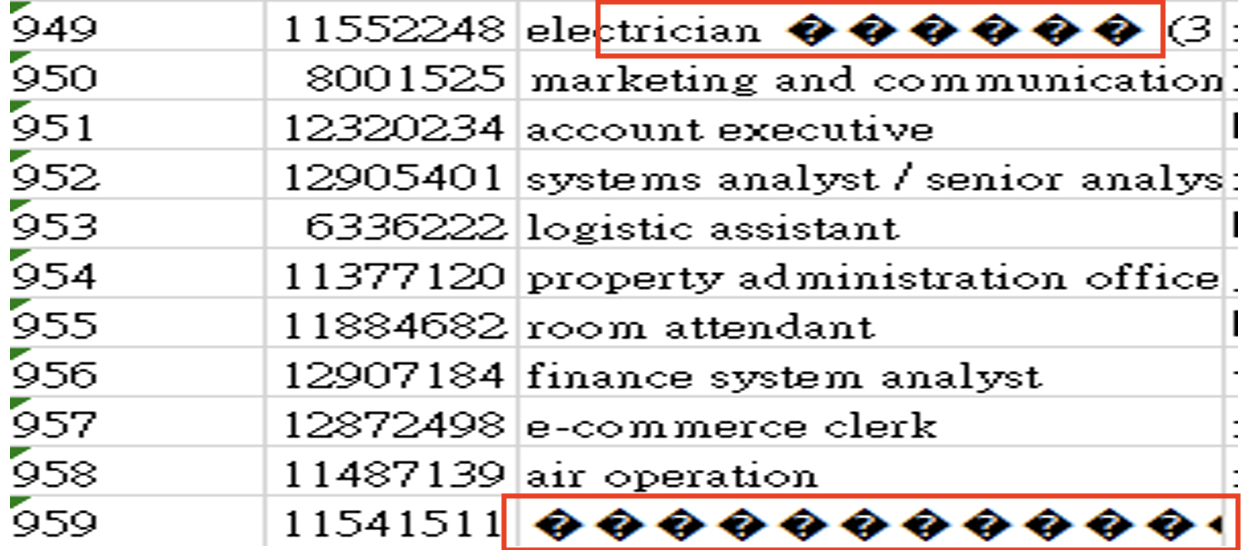 949 11552248 electrician ������ (3
950 8001525 marketing and communication
951 12320234 account executive
952 12905401 systems analyst / senior analys
953 6336222 logistic assistant
954 11377120 property administration office
955 11884682 room attendant
956 12907184 finance system analyst
957 12872498 e-commerce clerk
958 11487139 air operation
959 11541511 �����������